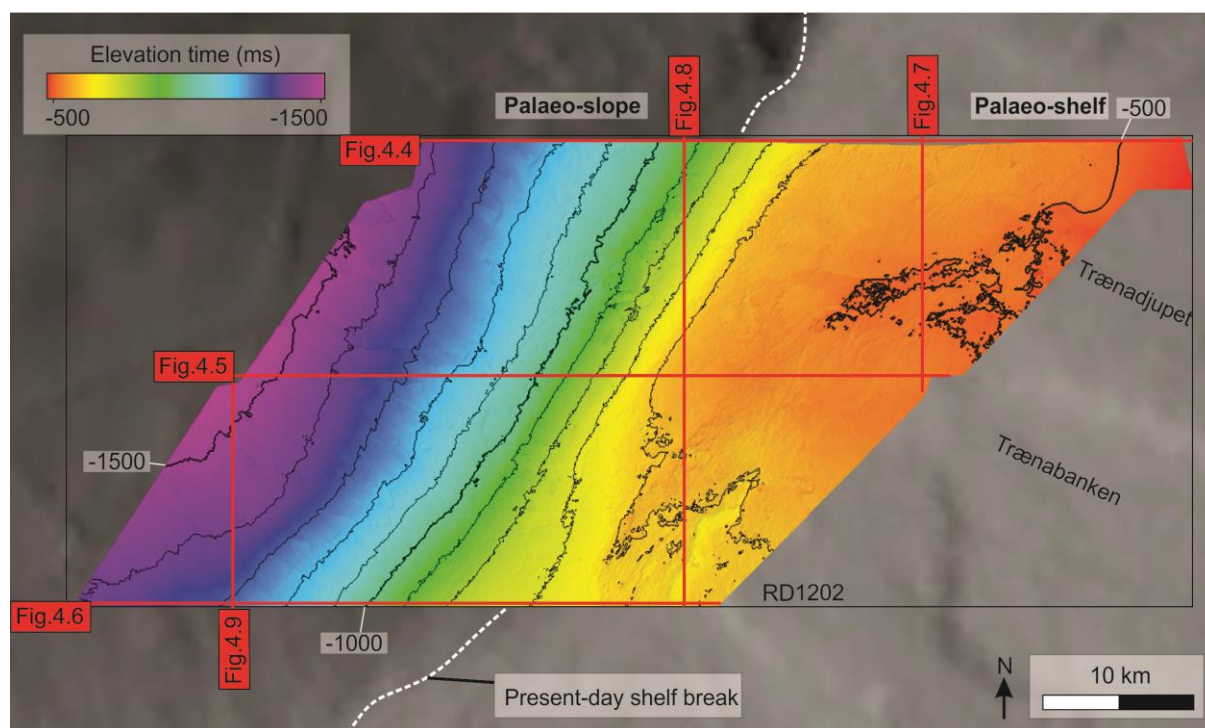 Elevation time (ms)
-500
-1500
Palaeo-slope
Fig.4.8
Fig.4.7
Palaeo-shelf
-500
Fig.4.4
Trænadjupet
Fig.4.5
-1500
Trænabanken
RD1202
Fig.4.6
Fig.4.9
-1000
Present-day shelf break
N
10 km